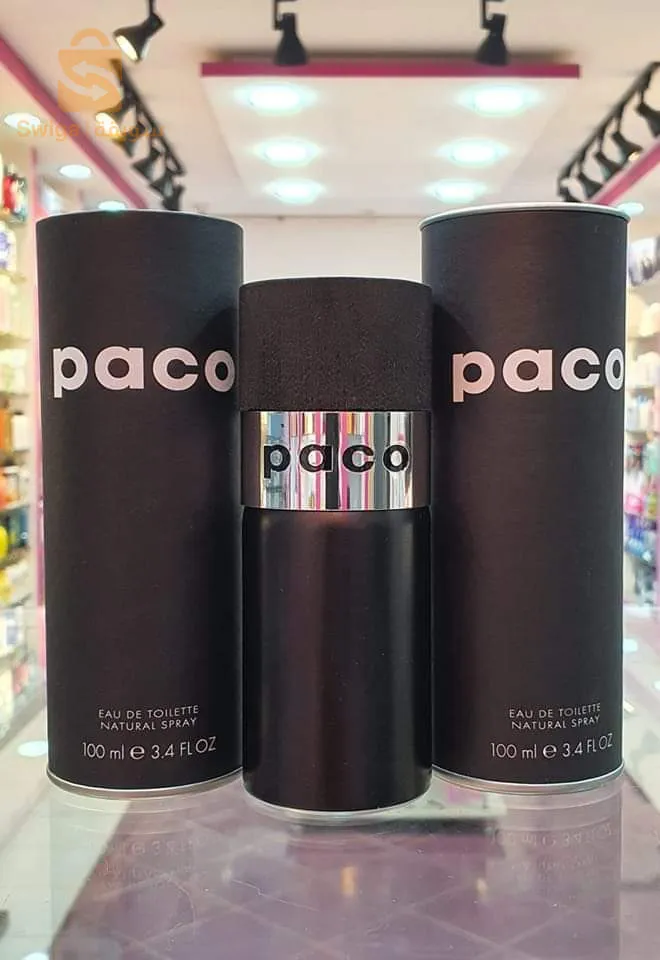 paco
EAU DE TOILETTE
NATURAL SPRAY
100 ml e 3.4 FL OZ
paco
paco
EAU DE TOILETTE
NATURAL SPRAY
100 ml e 3.4 FL OZ